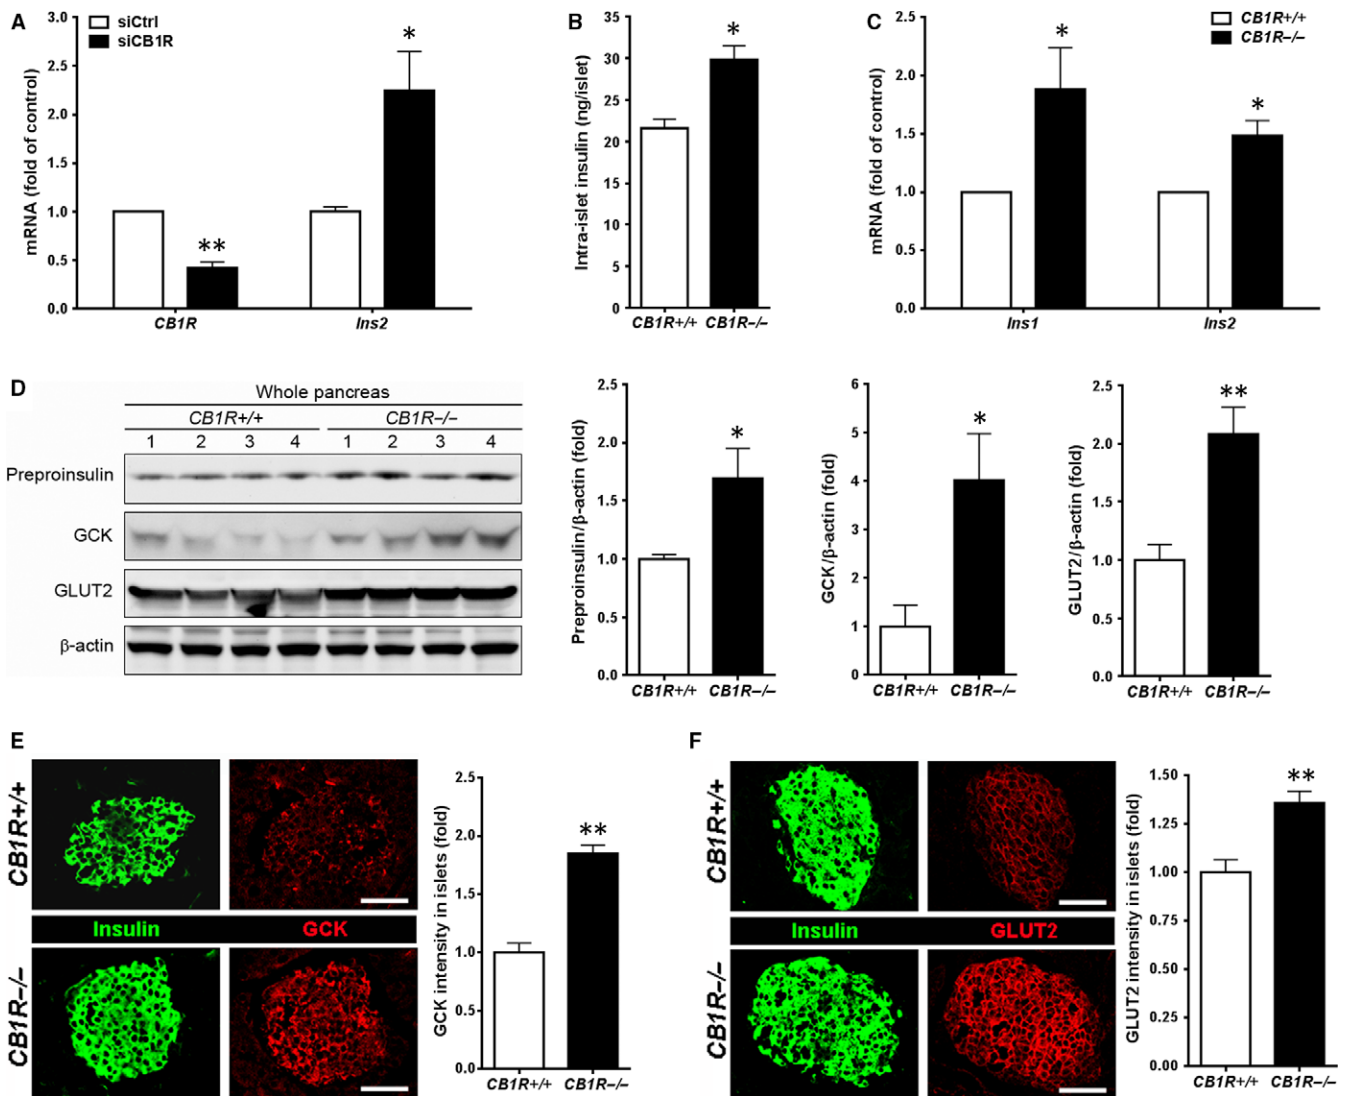 A
siCtrl
siCB1R
mRNA (fold of control)
3.0
2.5
2.0
1.5
1.0
0.5
0.0
**
*
CB1R
Ins2
B
Intra-islet insulin (ng/islet)
35
30
25
20
15
10
5
0
*
CB1R+/+
CB1R–/–
C
CB1R+/+
CB1R–/–
mRNA (fold of control)
2.5
2.0
1.5
1.0
0.5
0.0
*
*
Ins1
Ins2
D
Whole pancreas
CB1R+/+ CB1R–/–
1 2 3 4 1 2 3 4
Preproinsulin
GCK
GLUT2
β-actin
Preproinsulin/β-actin (fold)
2.5
2.0
1.5
1.0
0.5
0.0
*
CB1R+/+ CB1R–/–
GCK/β-actin (fold)
6
5
4
3
2
1
0
*
CB1R+/+ CB1R–/–
GLUT2/β-actin (fold)
2.5
2.0
1.5
1.0
0.5
0.0
**
CB1R+/+ CB1R–/–
E
CB1R+/+
Insulin GCK
CB1R–/–
GCK intensity in islets (fold)
2.5
2.0
1.5
1.0
0.5
0.0
**
CB1R+/+ CB1R–/–
F
CB1R+/+
Insulin GLUT2
CB1R–/–
GLUT2 intensity in islets (fold)
1.50
1.25
1.00
0.75
0.50
0.25
0.00
**
CB1R+/+ CB1R–/–